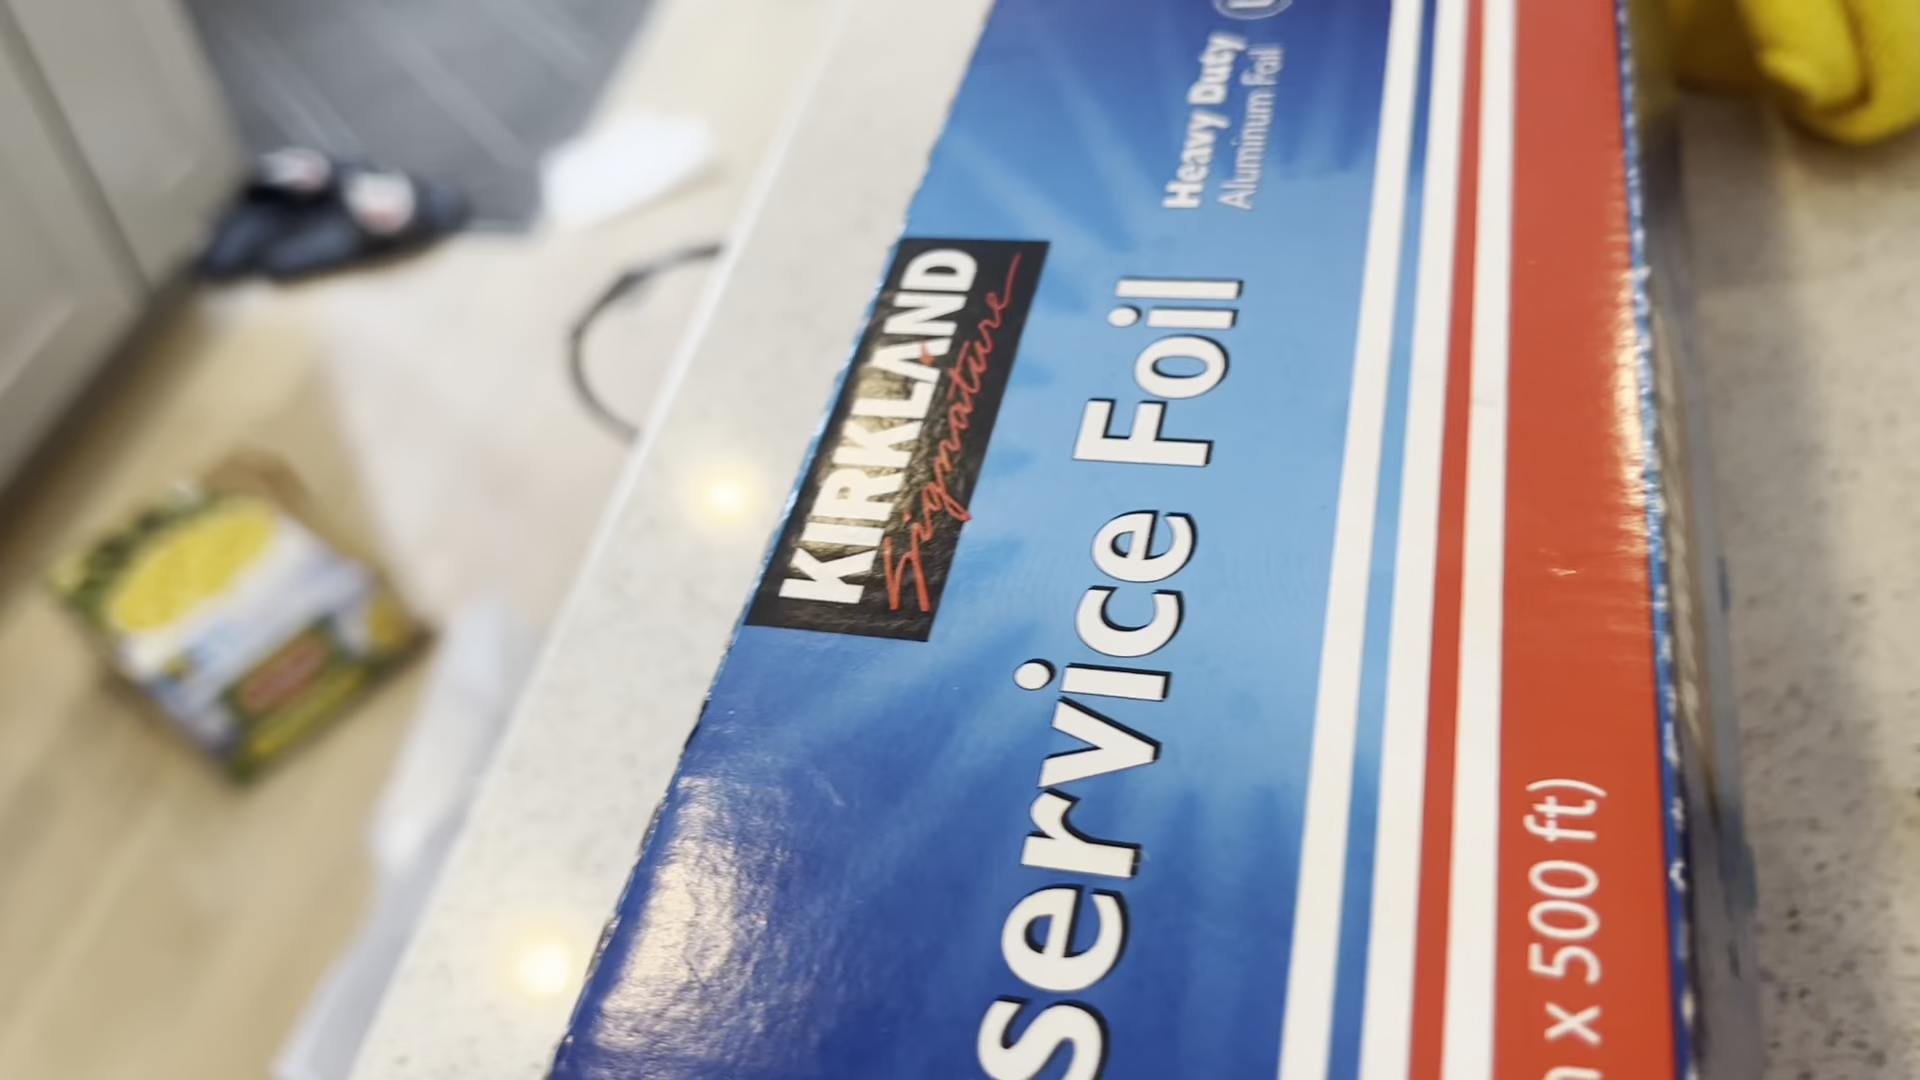 KIRKLAND
Signature
service Foil
Heavy Duty
Aluminum Foil
x 500 ft)